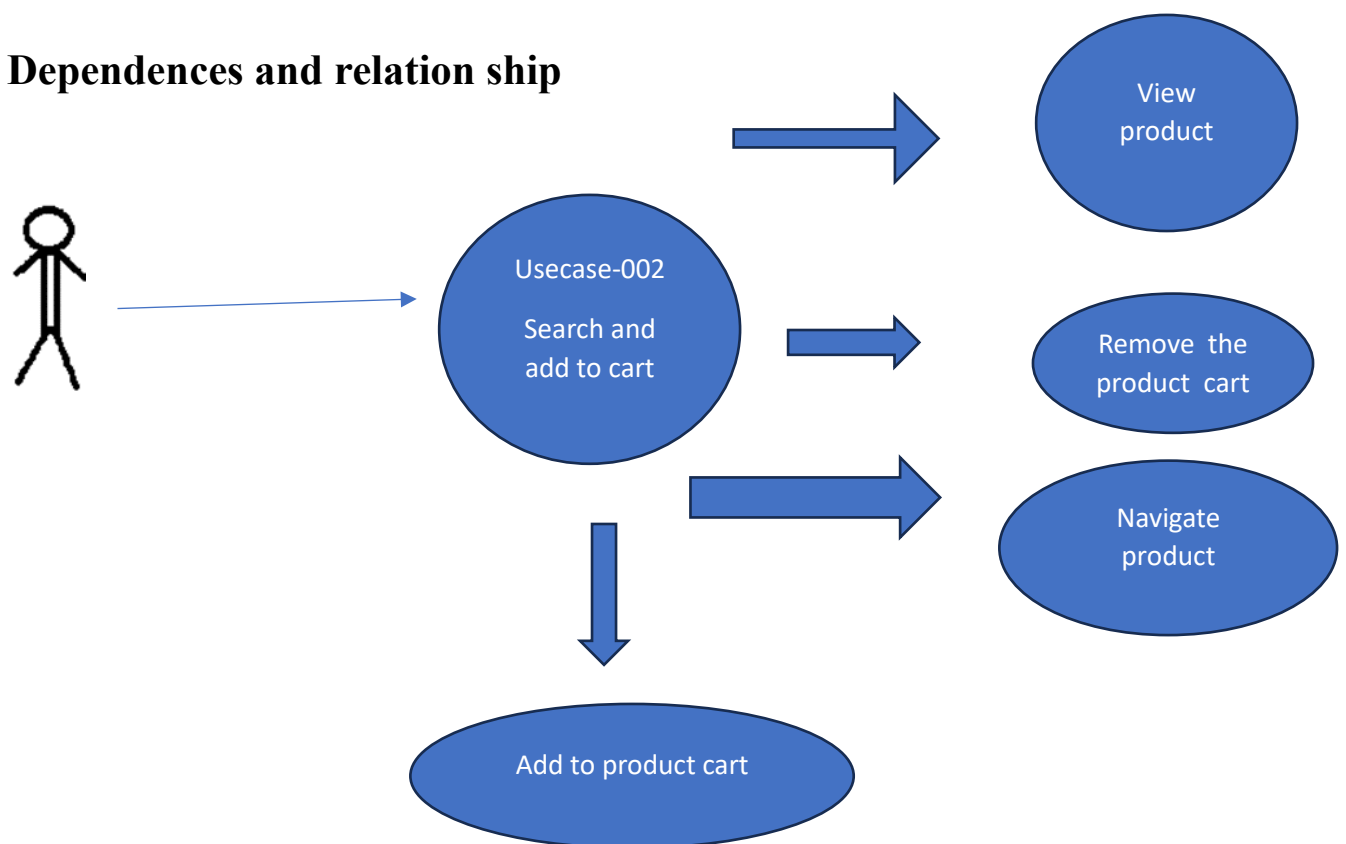 Dependences and relation ship
View
product
Usecase-002
Search and
add to cart
Remove the
product cart
Navigate
product
Add to product cart